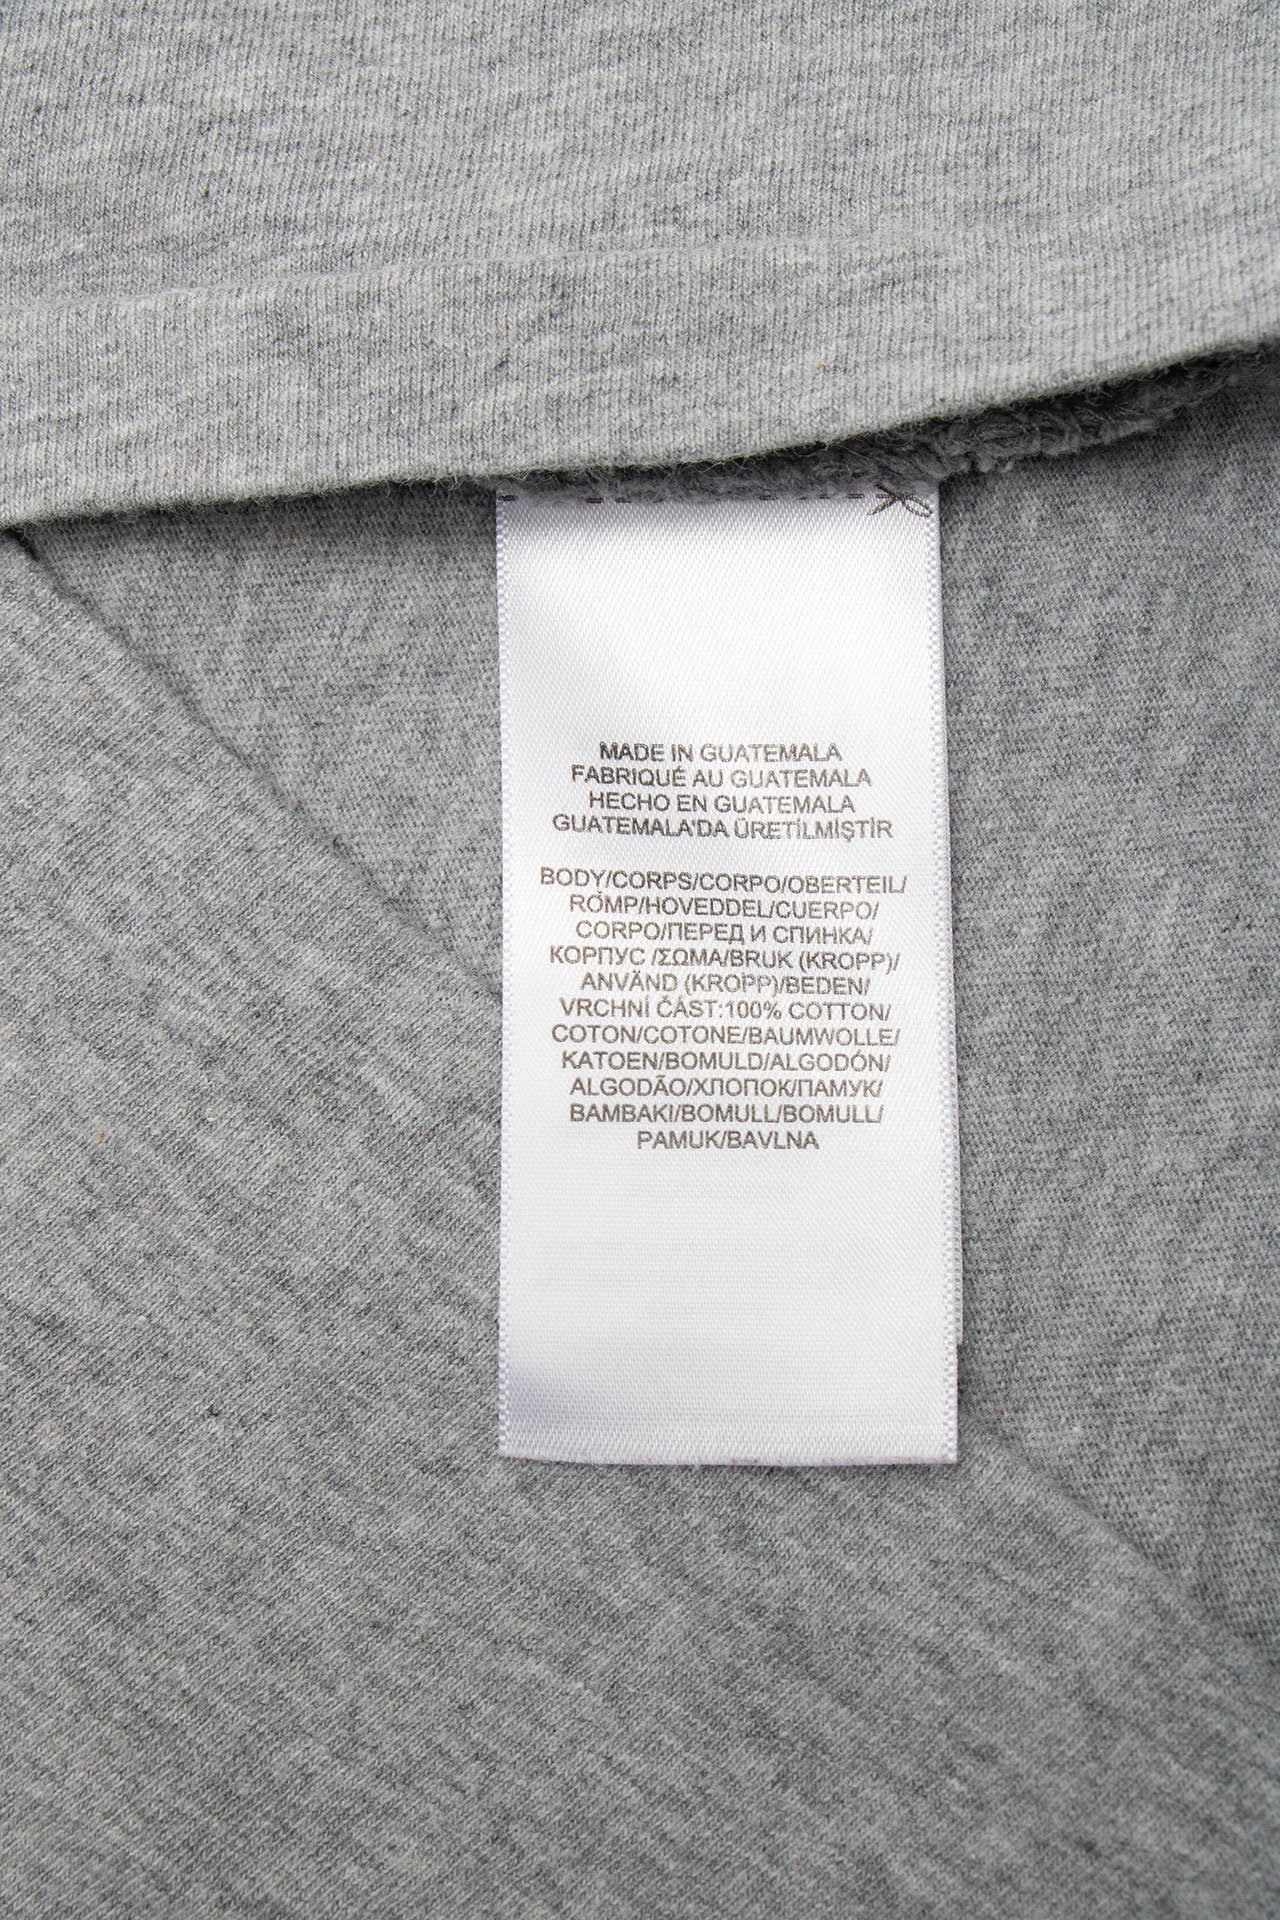 MADE IN GUATEMALA
FABRIQUÉ AU GUATEMALA
HECHO EN GUATEMALA
GUATEMALA'DA ÜRETİLMİŞTİR
BODY/CORPS/CORPO/OBERTEIL/
ROMP/HOVEDDEL/CUERPO/
CORPO/ПЕРЕД И СПИНКА/
КОРПУС /ΣΩΜΑ/BRUK (KROPP)/
ANVÄND (KROPP)/BEDEN/
VRCHNÍ ČÁST:100% COTTON/
COTON/COTONE/BAUMWOLLE/
KATOEN/BOMULD/ALGODÓN/
ALGODÃO/ХЛОПОК/ПАМУК/
BAMBAKI/BOMULL/BOMULL/
PAMUK/BAVLNA